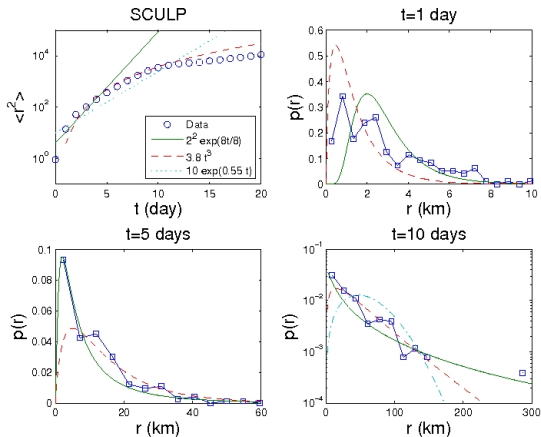 SCULP
<r²>
10⁴
10²
10⁰
0 5 10 15 20
t (day)
Data
2² exp(8t/8)
3.8 t³
10 exp(0.55 t)
t=1 day
p(r)
0.6
0.5
0.4
0.3
0.2
0.1
0
0 2 4 6 8 10
r (km)
t=5 days
p(r)
0.1
0.08
0.06
0.04
0.02
0
0 20 40 60
r (km)
t=10 days
p(r)
10⁻¹
10⁻²
10⁻³
10⁻⁴
0 100 200 300
r (km)